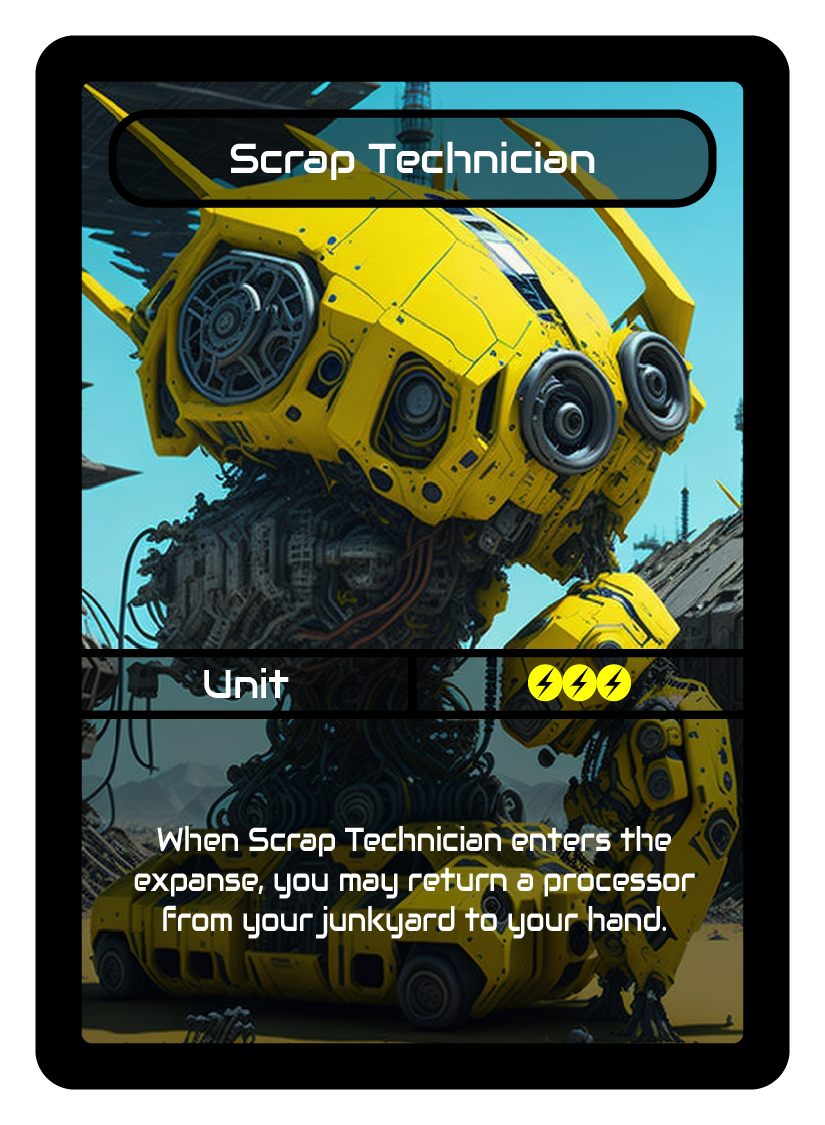 Scrap Technician
Unit
When Scrap Technician enters the
expanse, you may return a processor
from your junkyard to your hand.